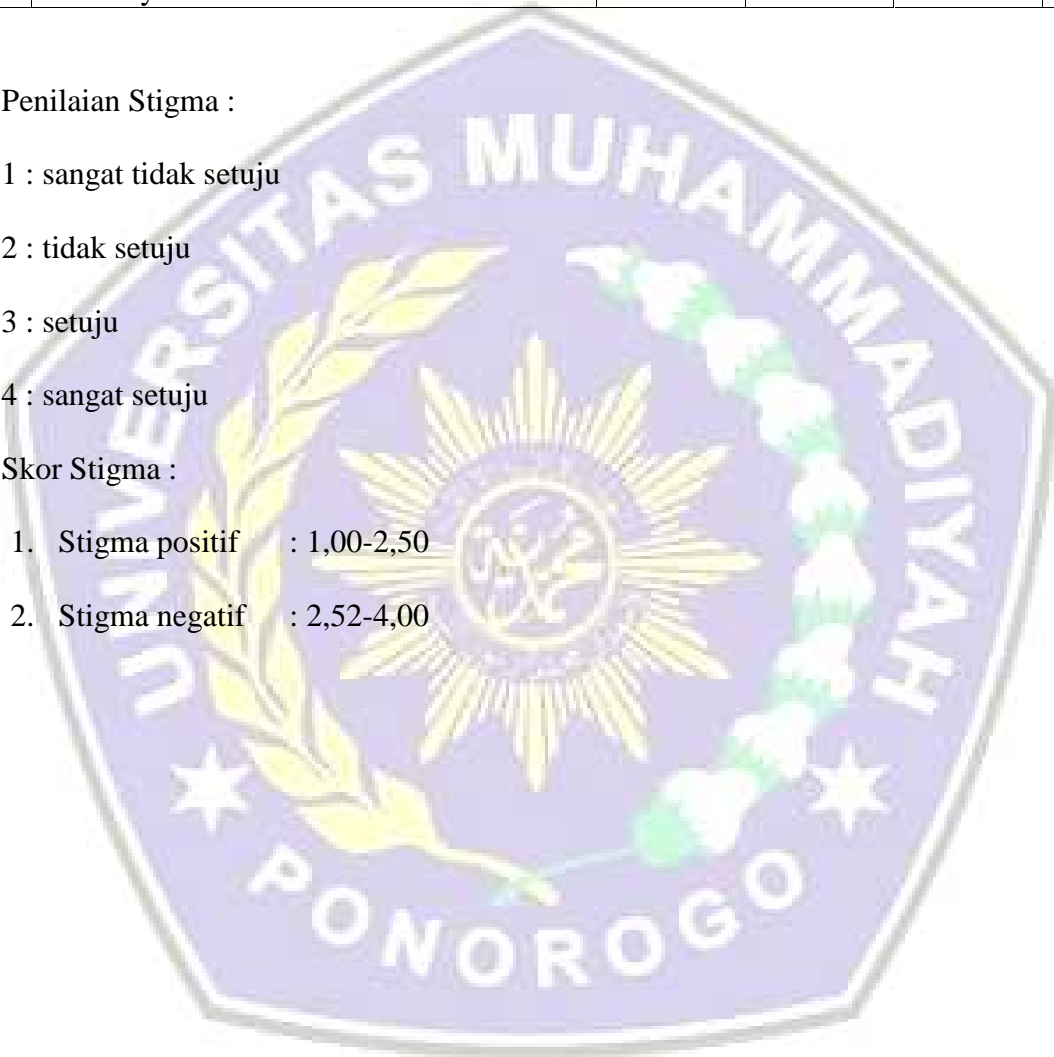 Penilaian Stigma :
1 : sangat tidak setuju
2 : tidak setuju
3 : setuju
4 : sangat setuju
Skor Stigma :
1. Stigma positif : 1,00-2,50
2. Stigma negatif : 2,52-4,00
UNIVERSITAS MUHAMMADIYAH
PONOROGO